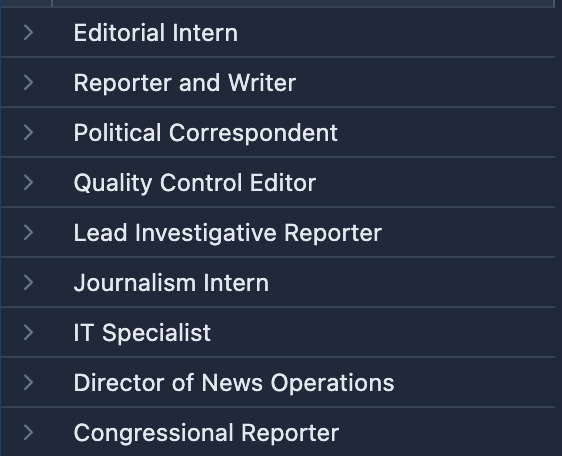 Editorial Intern
Reporter and Writer
Political Correspondent
Quality Control Editor
Lead Investigative Reporter
Journalism Intern
IT Specialist
Director of News Operations
Congressional Reporter